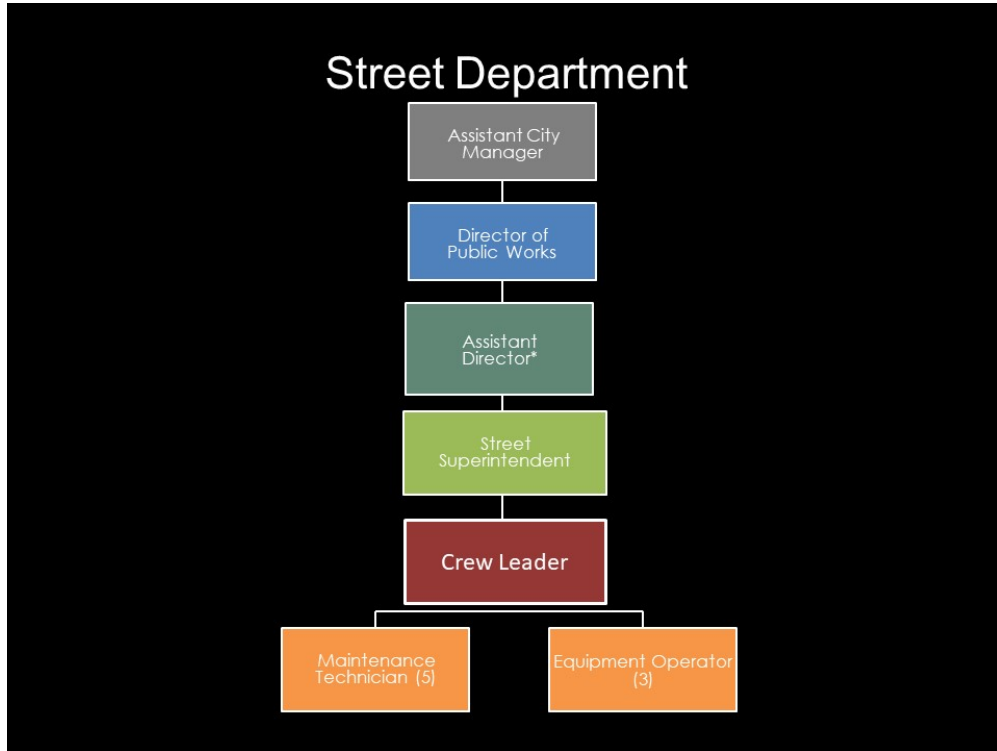 Street Department
Assistant City
Manager
Director of
Public Works
Assistant
Director*
Street
Superintendent
Crew Leader
Maintenance
Technician (5)
Equipment Operator
(3)